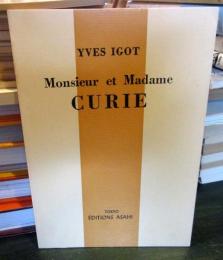 YVES IGOT
Monsieur et Madame
CURIE
TOKYO
EDITIONS ASAHI